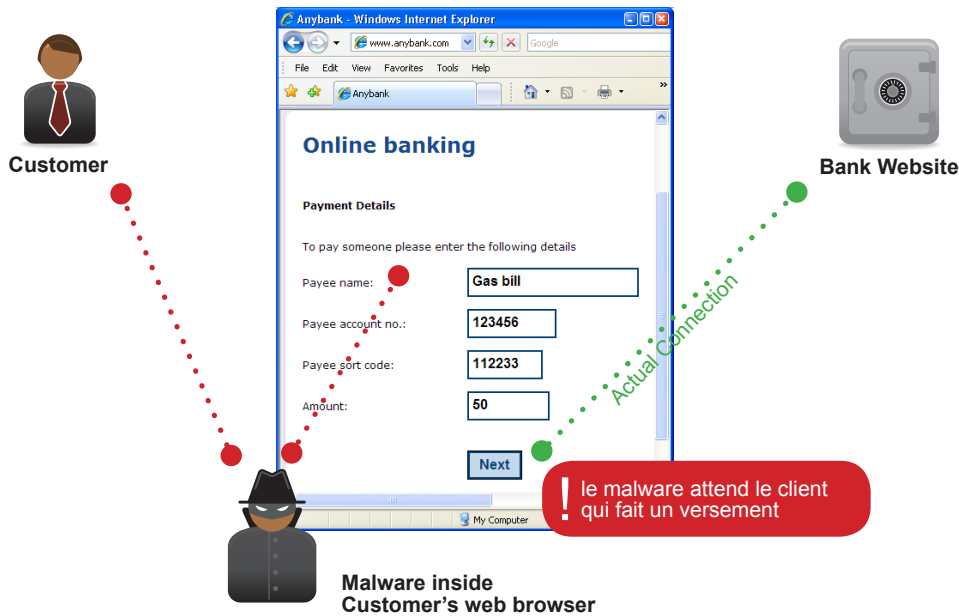 Anybank - Windows Internet Explorer
www.anybank.com
Google
File Edit View Favorites Tools Help
Anybank
»
Customer
Bank Website
Online banking
Payment Details
To pay someone please enter the following details
Payee name: Gas bill
Payee account no.: 123456
Payee sort code: 112233
Amount: 50
Next
Actual Connection
! le malware attend le client
qui fait un versement
My Computer
Malware inside
Customer's web browser